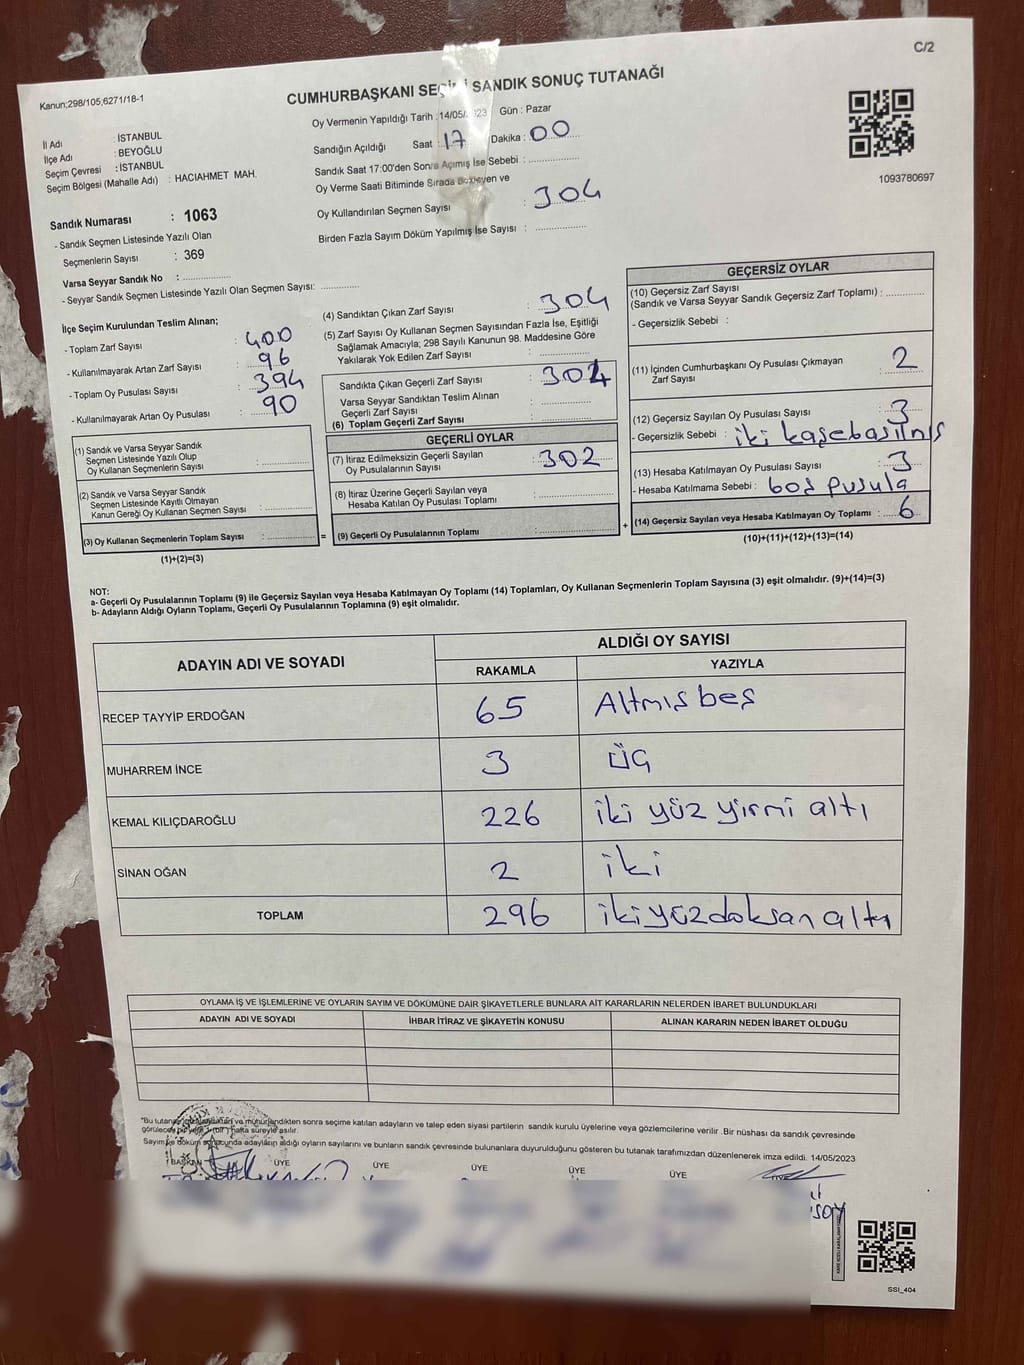 C/2
Kanun;298/105,6271/18-1
CUMHURBAŞKANI SEÇİMİ SANDIK SONUÇ TUTANAĞI
Oy Vermenin Yapıldığı Tarih : 14/05/2023 Gün : Pazar
İl Adı : İSTANBUL
İlçe Adı : BEYOĞLU
Seçim Çevresi : İSTANBUL
Seçim Bölgesi (Mahalle Adı) : HACIAHMET MAH.
Sandığın Açıldığı Saat : 17 Dakika : 00
Sandık Saat 17:00'den Sonra Açılmış İse Sebebi :
Oy Verme Saati Bitiminde Sırada Bekleyen ve
Oy Kullandırılan Seçmen Sayısı : 304
Birden Fazla Sayım Döküm Yapılmış İse Sayısı :
1093780697
Sandık Numarası : 1063
- Sandık Seçmen Listesinde Yazılı Olan
Seçmenlerin Sayısı : 369
Varsa Seyyar Sandık No :
- Seyyar Sandık Seçmen Listesinde Yazılı Olan Seçmen Sayısı:
İlçe Seçim Kurulundan Teslim Alınan;
- Toplam Zarf Sayısı : 400
- Kullanılmayarak Artan Zarf Sayısı : 96
- Toplam Oy Pusulası Sayısı : 394
- Kullanılmayarak Artan Oy Pusulası : 90
(1) Sandık ve Varsa Seyyar Sandık
Seçmen Listesinde Yazılı Olup
Oy Kullanan Seçmenlerin Sayısı :
(2) Sandık ve Varsa Seyyar Sandık
Seçmen Listesinde Kayıtlı Olmayan
Kanun Gereği Oy Kullanan Seçmen Sayısı :
(3) Oy Kullanan Seçmenlerin Toplam Sayısı : =
(1)+(2)=(3)
(4) Sandıktan Çıkan Zarf Sayısı : 304
(5) Zarf Sayısı Oy Kullanan Seçmen Sayısından Fazla İse, Eşitliği
Sağlamak Amacıyla; 298 Sayılı Kanunun 98. Maddesine Göre
Yakılarak Yok Edilen Zarf Sayısı :
Sandıkta Çıkan Geçerli Zarf Sayısı : 304
Varsa Seyyar Sandıktan Teslim Alınan
Geçerli Zarf Sayısı :
(6) Toplam Geçerli Zarf Sayısı :
GEÇERLİ OYLAR
(7) İtiraz Edilmeksizin Geçerli Sayılan
Oy Pusulalarının Sayısı : 302
(8) İtiraz Üzerine Geçerli Sayılan veya
Hesaba Katılan Oy Pusulası Toplamı :
(9) Geçerli Oy Pusulalarının Toplamı : +
GEÇERSİZ OYLAR
(10) Geçersiz Zarf Sayısı
(Sandık ve Varsa Seyyar Sandık Geçersiz Zarf Toplamı) :
- Geçersizlik Sebebi :
(11) İçinden Cumhurbaşkanı Oy Pusulası Çıkmayan
Zarf Sayısı : 2
(12) Geçersiz Sayılan Oy Pusulası Sayısı : 3
- Geçersizlik Sebebi : iki kaşe basılmış
(13) Hesaba Katılmayan Oy Pusulası Sayısı : 3
- Hesaba Katılmama Sebebi : boş pusula
(14) Geçersiz Sayılan veya Hesaba Katılmayan Oy Toplamı : 6
(10)+(11)+(12)+(13)=(14)
NOT:
a- Geçerli Oy Pusulalarının Toplamı (9) ile Geçersiz Sayılan veya Hesaba Katılmayan Oy Toplamı (14) Toplamları, Oy Kullanan Seçmenlerin Toplam Sayısına (3) eşit olmalıdır. (9)+(14)=(3)
b- Adayların Aldığı Oyların Toplamı, Geçerli Oy Pusulalarının Toplamına (9) eşit olmalıdır.
ADAYIN ADI VE SOYADI
ALDIĞI OY SAYISI
RAKAMLA YAZIYLA
RECEP TAYYİP ERDOĞAN 65 Altmış beş
MUHARREM İNCE 3 üç
KEMAL KILIÇDAROĞLU 226 iki yüz yirmi altı
SİNAN OĞAN 2 iki
TOPLAM 296 iki yüz doksan altı
OYLAMA İŞ VE İŞLEMLERİNE VE OYLARIN SAYIM VE DÖKÜMÜNE DAİR ŞİKAYETLERLE BUNLARA AİT KARARLARIN NELERDEN İBARET BULUNDUKLARI
ADAYIN ADI VE SOYADI İHBAR İTİRAZ VE ŞİKAYETİN KONUSU ALINAN KARARIN NEDEN İBARET OLDUĞU
"Bu tutanak ve mühürlendikten sonra seçime katılan adayların ve talep eden siyasi partilerin sandık kurulu üyelerine veya gözlemcilerine verilir .Bir nüshası da sandık çevresinde
görülecek bir yere 1 (bir) hafta süreyle asılır.
Sayım ve döküm sonucunda adayların aldığı oyların sayılarını ve bunların sandık çevresinde bulunanlara duyurulduğunu gösteren bu tutanak tarafımızdan düzenlenerek imza edildi. 14/05/2023
BAŞKAN ÜYE ÜYE ÜYE ÜYE ÜYE
SSI_404